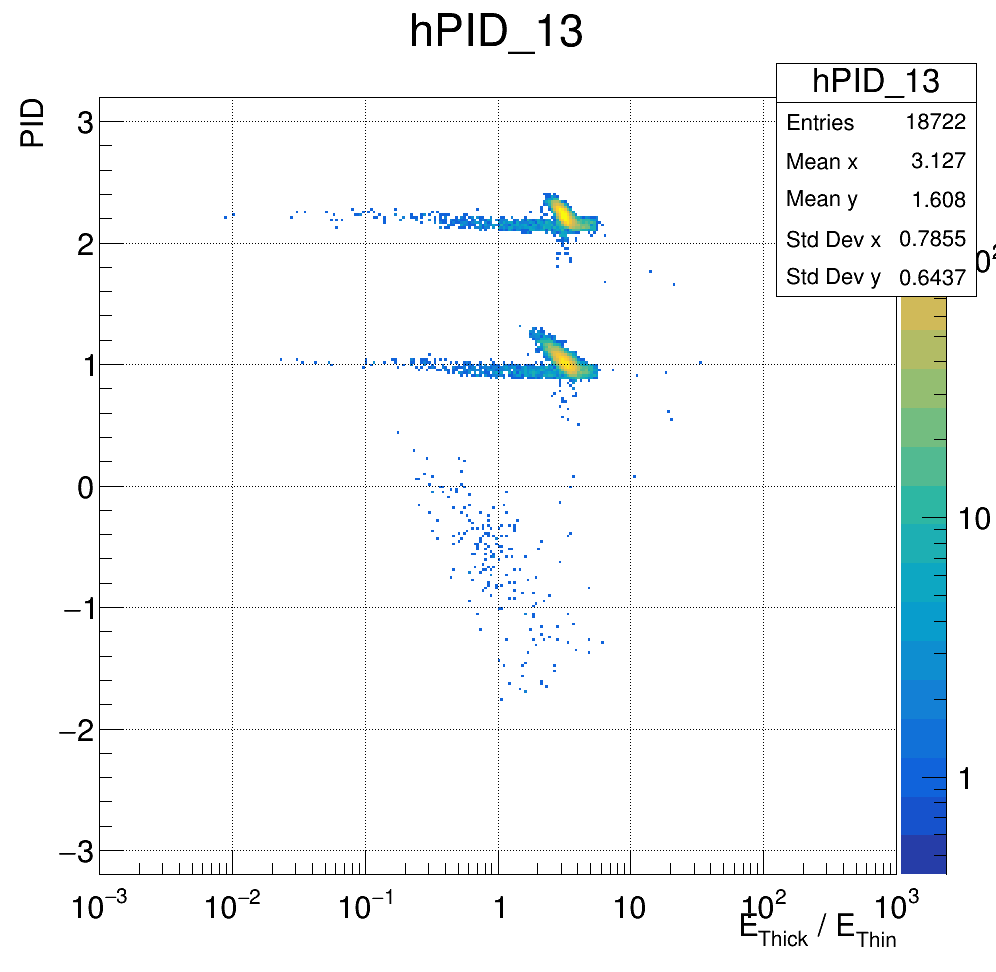 hPID_13
hPID_13
Entries 18722
Mean x 3.127
Mean y 1.608
Std Dev x 0.7855
Std Dev y 0.6437
PID
3
2
1
0
−1
−2
−3
10⁻³ 10⁻² 10⁻¹ 1 10 10² 10³
E_Thick / E_Thin
0²
10
1